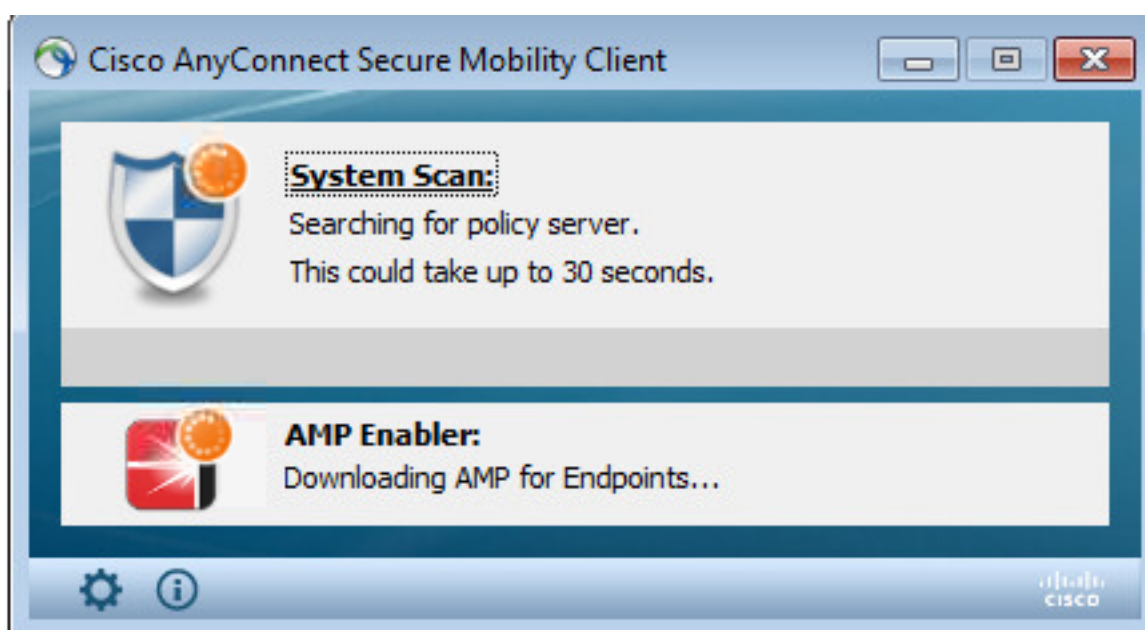 Cisco AnyConnect Secure Mobility Client
System Scan:
Searching for policy server.
This could take up to 30 seconds.
AMP Enabler:
Downloading AMP for Endpoints...
CISCO